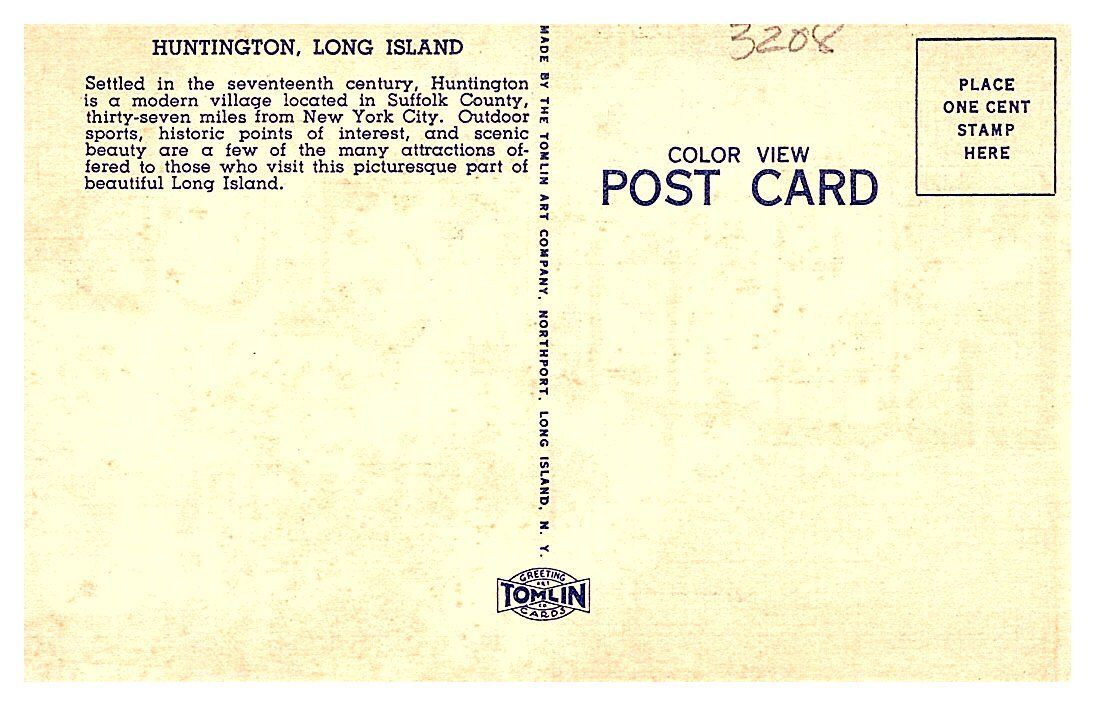 HUNTINGTON, LONG ISLAND
Settled in the seventeenth century, Huntington
is a modern village located in Suffolk County,
thirty-seven miles from New York City. Outdoor
sports, historic points of interest, and scenic
beauty are a few of the many attractions of-
fered to those who visit this picturesque part of
beautiful Long Island.
MADE BY THE TOMLIN ART COMPANY, NORTHPORT, LONG ISLAND, N. Y.
GREETING
ART
TOMLIN
CO
CARDS
3208
COLOR VIEW
POST CARD
PLACE
ONE CENT
STAMP
HERE